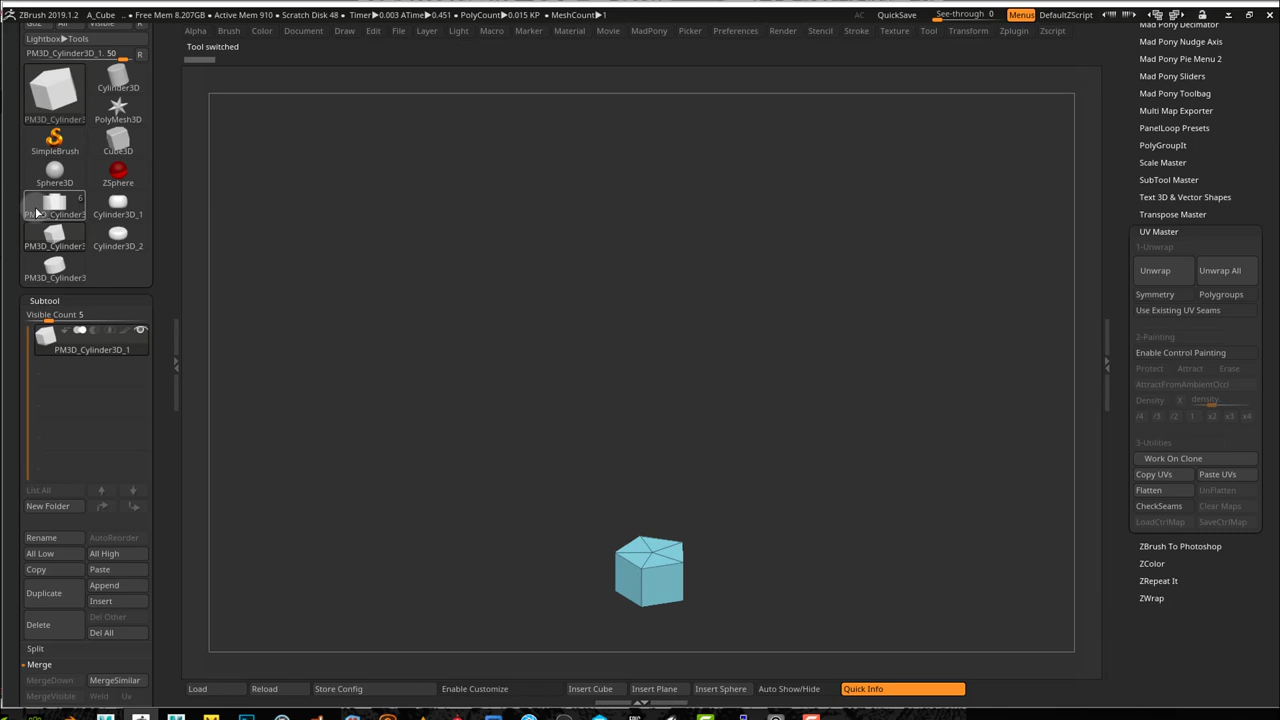 ZBrush 2019.1.2 A_Cube .. • Free Mem 8.207GB • Active Mem 910 • Scratch Disk 48 • Timer▶0.003 ATime▶0.451 • PolyCount▶0.015 KP • MeshCount▶1 AC QuickSave See-through 0 Menus DefaultZScript
Alpha Brush Color Document Draw Edit File Layer Light Macro Marker Material Movie MadPony Picker Preferences Render Stencil Stroke Texture Tool Transform Zplugin Zscript
Tool switched
GoZ All Visible R
Lightbox▶Tools
PM3D_Cylinder3D_1. 50 R
PM3D_Cylinder3
Cylinder3D
PolyMesh3D
SimpleBrush Cube3D
Sphere3D ZSphere
6
PM3D_Cylinder3 Cylinder3D_1
PM3D_Cylinder3 Cylinder3D_2
PM3D_Cylinder3
Subtool
Visible Count 5
PM3D_Cylinder3D_1
List All
New Folder
Rename AutoReorder
All Low All High
Copy Paste
Duplicate Append
Insert
Delete Del Other
Del All
Split
Merge
MergeDown MergeSimilar
MergeVisible Weld Uv
Load Reload Store Config Enable Customize Insert Cube Insert Plane Insert Sphere Auto Show/Hide Quick Info
Mad Pony Decimator
Mad Pony Nudge Axis
Mad Pony Pie Menu 2
Mad Pony Sliders
Mad Pony Toolbag
Multi Map Exporter
PanelLoop Presets
PolyGroupIt
Scale Master
SubTool Master
Text 3D & Vector Shapes
Transpose Master
UV Master
1-Unwrap
Unwrap Unwrap All
Symmetry Polygroups
Use Existing UV Seams
2-Painting
Enable Control Painting
Protect Attract Erase
AttractFromAmbientOccl
Density X density
/4 /3 /2 1 x2 x3 x4
3-Utilities
Work On Clone
Copy UVs Paste UVs
Flatten UnFlatten
CheckSeams Clear Maps
LoadCtrlMap SaveCtrlMap
ZBrush To Photoshop
ZColor
ZRepeat It
ZWrap